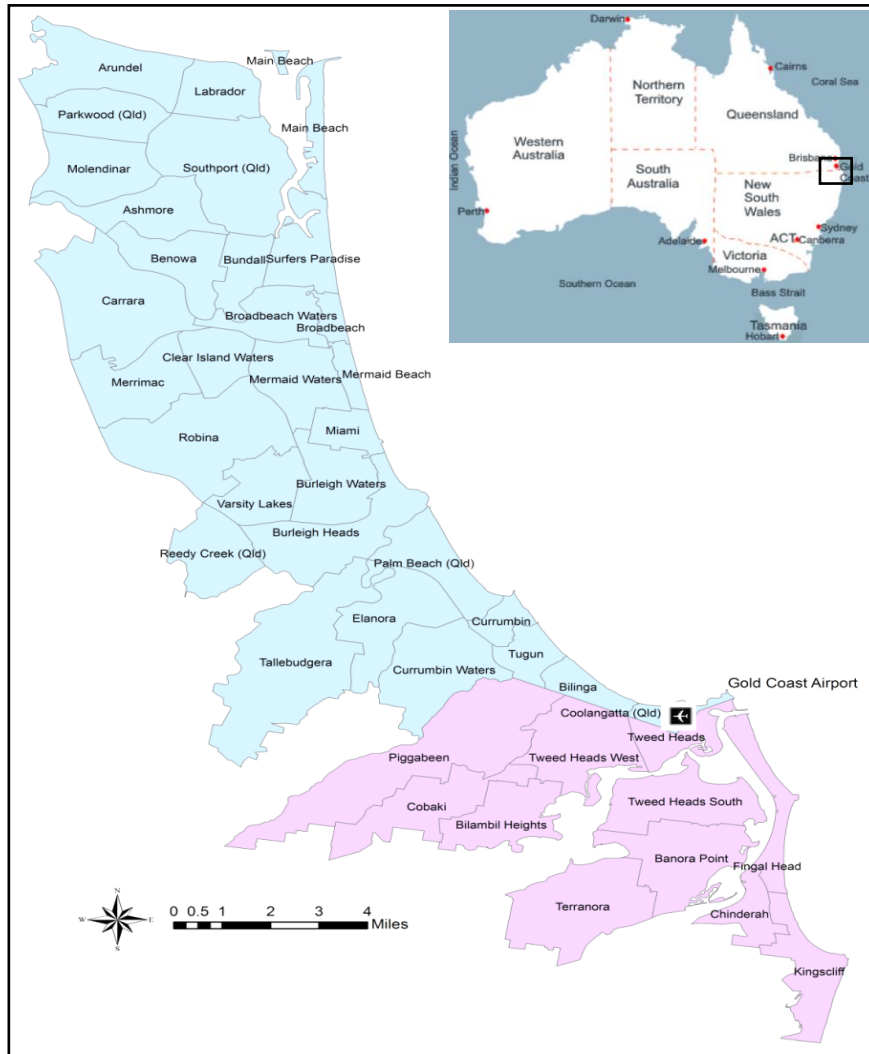 Main Beach
Arundel
Labrador
Parkwood (Qld)
Main Beach
Molendinar
Southport (Qld)
Ashmore
Benowa
Bundall
Surfers Paradise
Carrara
Broadbeach Waters
Broadbeach
Clear Island Waters
Merrimac
Mermaid Waters
Mermaid Beach
Robina
Miami
Burleigh Waters
Varsity Lakes
Burleigh Heads
Reedy Creek (Qld)
Palm Beach (Qld)
Elanora
Currumbin
Tallebudgera
Currumbin Waters
Tugun
Bilinga
Gold Coast Airport
Coolangatta (Qld)
Tweed Heads
Piggabeen
Tweed Heads West
Cobaki
Bilambil Heights
Tweed Heads South
Banora Point
Fingal Head
Terranora
Chinderah
Kingscliff
N
W
E
S
0 0.5 1 2 3 4
Miles
Darwin
Cairns
Coral Sea
Northern
Territory
Queensland
Western
Australia
Indian Ocean
Brisbane
Gold
Coast
South
Australia
New
South
Wales
Perth
Sydney
Adelaide
ACT
Canberra
Victoria
Melbourne
Southern Ocean
Bass Strait
Tasmania
Hobart